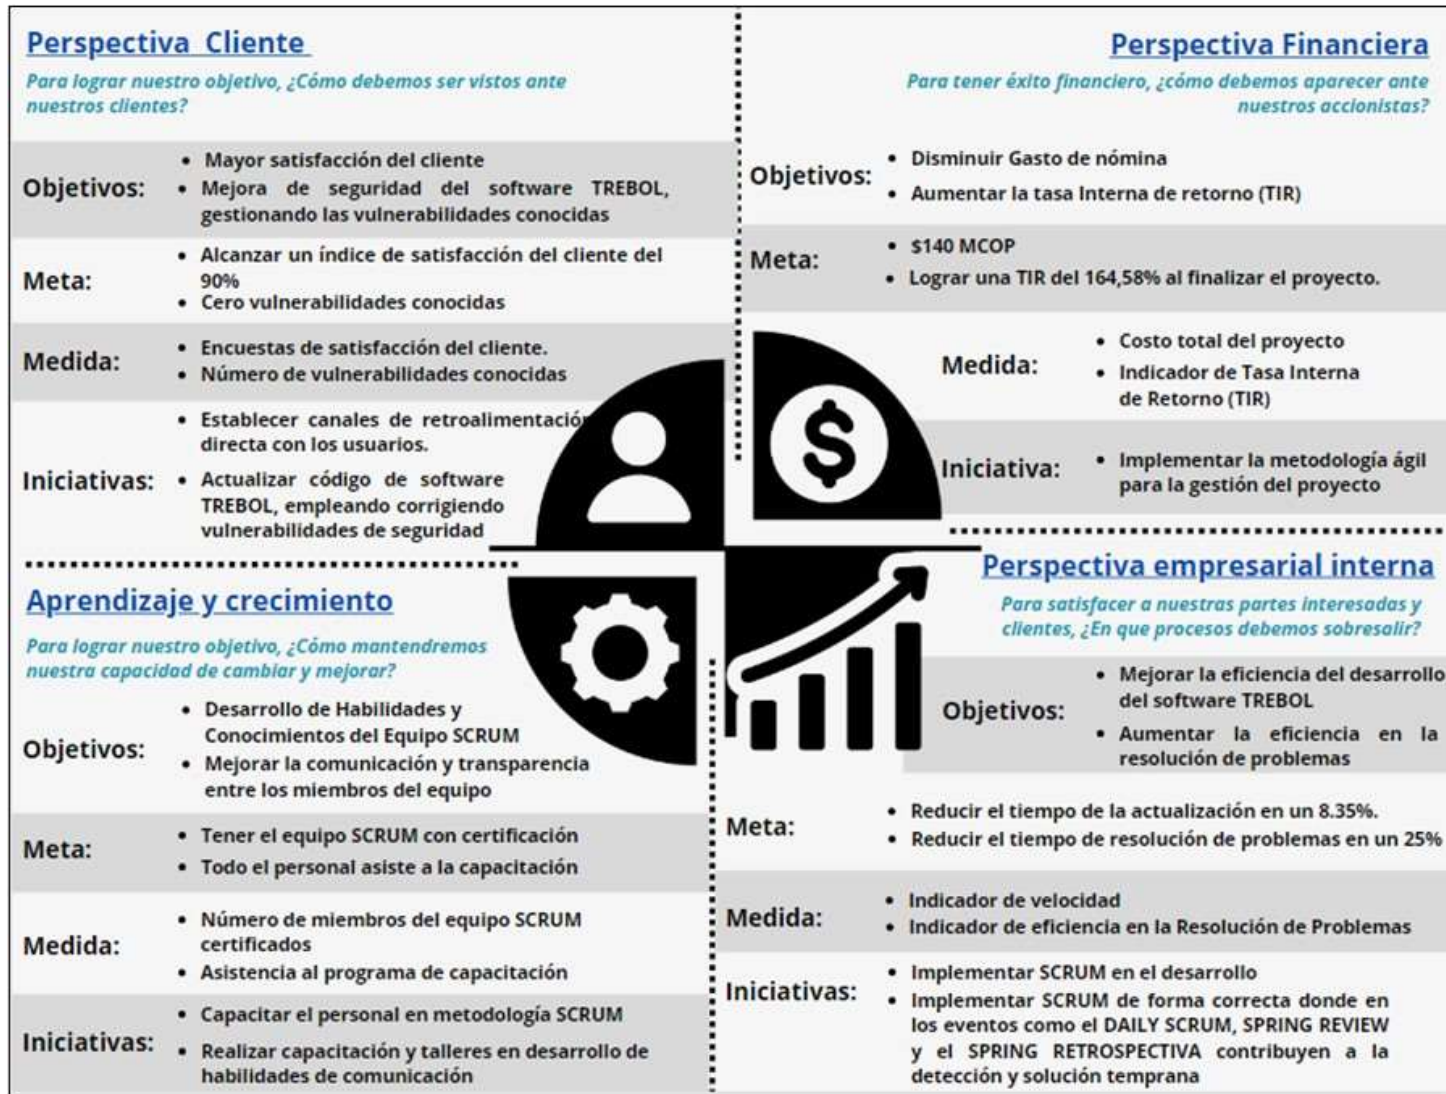 Perspectiva Cliente
Para lograr nuestro objetivo, ¿Cómo debemos ser vistos ante
nuestros clientes?
Objetivos:
• Mayor satisfacción del cliente
• Mejora de seguridad del software TREBOL,
gestionando las vulnerabilidades conocidas
Meta:
• Alcanzar un índice de satisfacción del cliente del
90%
• Cero vulnerabilidades conocidas
Medida:
• Encuestas de satisfacción del cliente.
• Número de vulnerabilidades conocidas
Iniciativas:
• Establecer canales de retroalimentación
directa con los usuarios.
• Actualizar código de software
TREBOL, empleando corrigiendo
vulnerabilidades de seguridad
Perspectiva Financiera
Para tener éxito financiero, ¿cómo debemos aparecer ante
nuestros accionistas?
Objetivos:
• Disminuir Gasto de nómina
• Aumentar la tasa Interna de retorno (TIR)
Meta:
• $140 MCOP
• Lograr una TIR del 164,58% al finalizar el proyecto.
Medida:
• Costo total del proyecto
• Indicador de Tasa Interna
de Retorno (TIR)
Iniciativa:
• Implementar la metodología ágil
para la gestión del proyecto
Aprendizaje y crecimiento
Para lograr nuestro objetivo, ¿Cómo mantendremos
nuestra capacidad de cambiar y mejorar?
Objetivos:
• Desarrollo de Habilidades y
Conocimientos del Equipo SCRUM
• Mejorar la comunicación y transparencia
entre los miembros del equipo
Meta:
• Tener el equipo SCRUM con certificación
• Todo el personal asiste a la capacitación
Medida:
• Número de miembros del equipo SCRUM
certificados
• Asistencia al programa de capacitación
Iniciativas:
• Capacitar el personal en metodología SCRUM
• Realizar capacitación y talleres en desarrollo de
habilidades de comunicación
Perspectiva empresarial interna
Para satisfacer a nuestras partes interesadas y
clientes, ¿En que procesos debemos sobresalir?
Objetivos:
• Mejorar la eficiencia del desarrollo
del software TREBOL
• Aumentar la eficiencia en la
resolución de problemas
Meta:
• Reducir el tiempo de la actualización en un 8.35%.
• Reducir el tiempo de resolución de problemas en un 25%
Medida:
• Indicador de velocidad
• Indicador de eficiencia en la Resolución de Problemas
Iniciativas:
• Implementar SCRUM en el desarrollo
• Implementar SCRUM de forma correcta donde en
los eventos como el DAILY SCRUM, SPRING REVIEW
y el SPRING RETROSPECTIVA contribuyen a la
detección y solución temprana